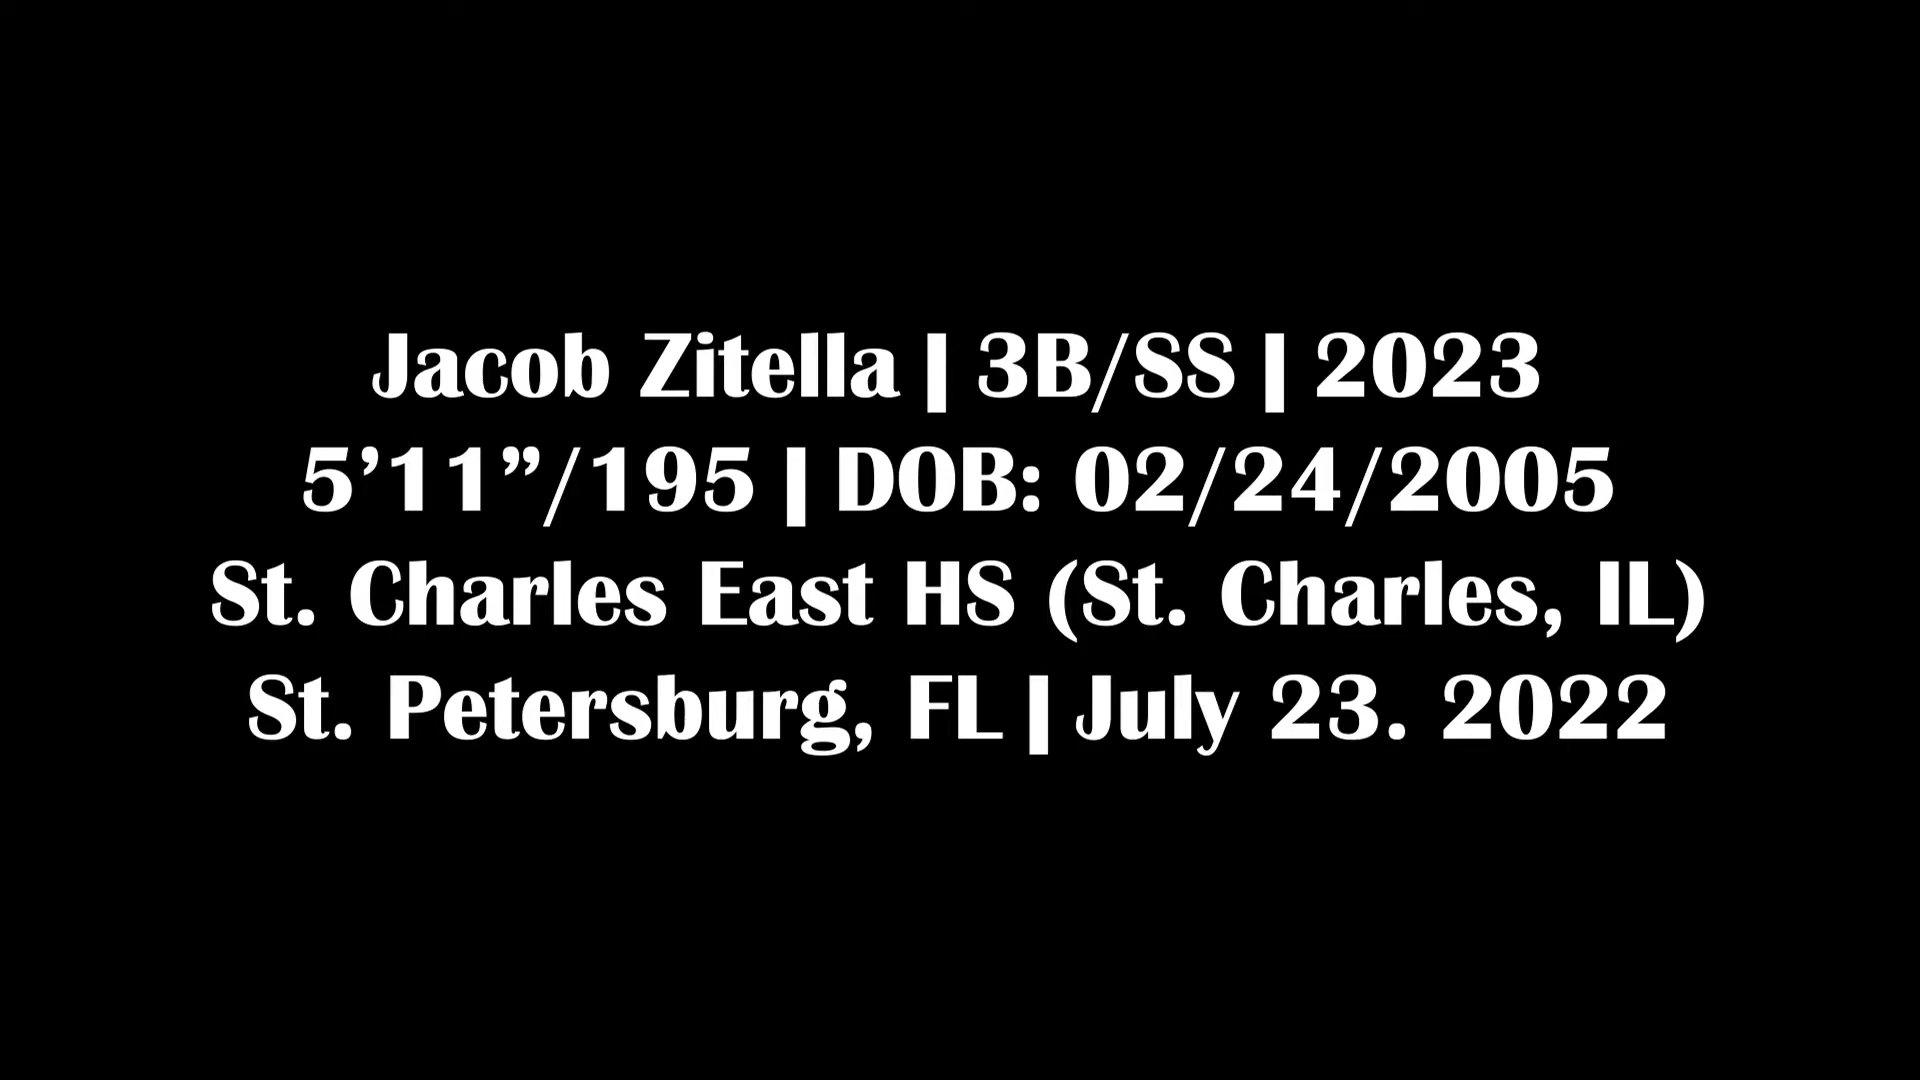 Jacob Zitella | 3B/SS | 2023
5’11”/195 | DOB: 02/24/2005
St. Charles East HS (St. Charles, IL)
St. Petersburg, FL | July 23. 2022